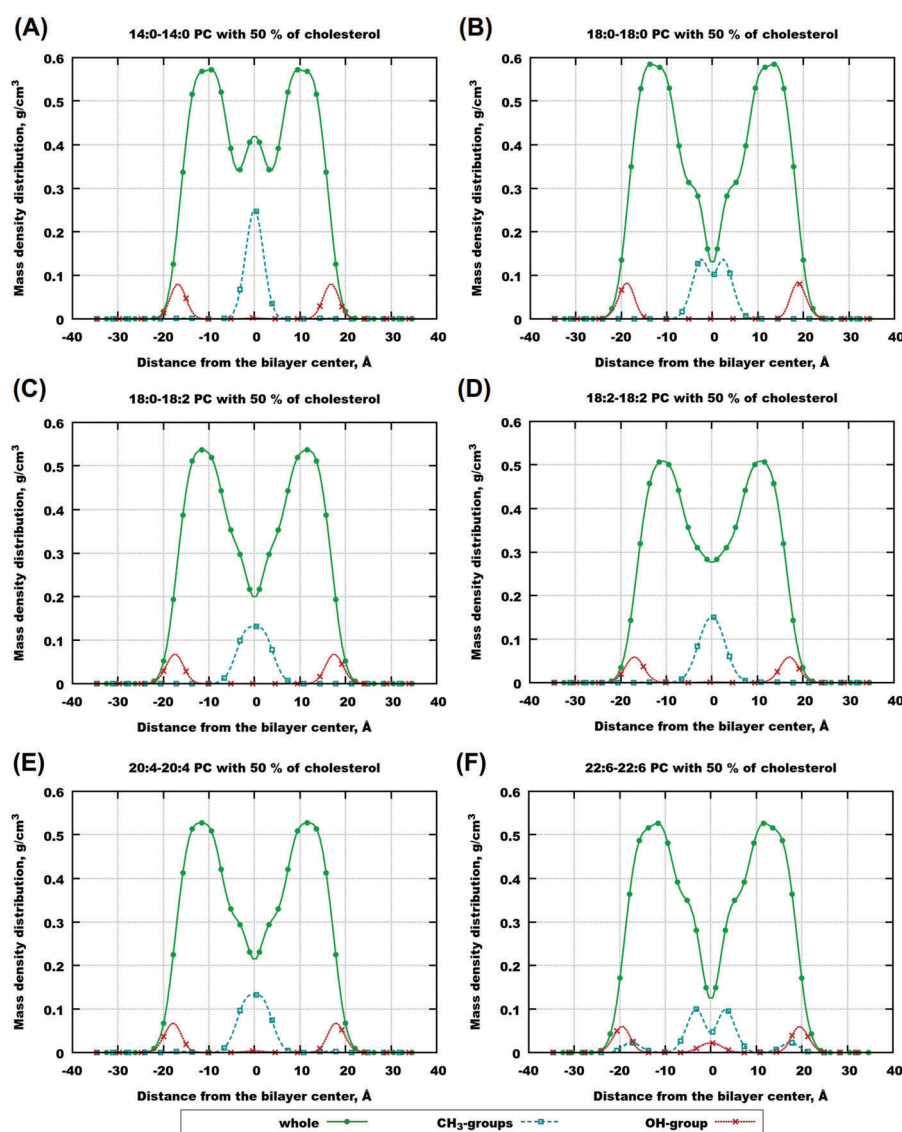 (A)
14:0-14:0 PC with 50 % of cholesterol
Mass density distribution, g/cm³
0.6
0.5
0.4
0.3
0.2
0.1
0
-40 -30 -20 -10 0 10 20 30 40
Distance from the bilayer center, Å
(B)
18:0-18:0 PC with 50 % of cholesterol
Mass density distribution, g/cm³
0.6
0.5
0.4
0.3
0.2
0.1
0
-40 -30 -20 -10 0 10 20 30 40
Distance from the bilayer center, Å
(C)
18:0-18:2 PC with 50 % of cholesterol
Mass density distribution, g/cm³
0.6
0.5
0.4
0.3
0.2
0.1
0
-40 -30 -20 -10 0 10 20 30 40
Distance from the bilayer center, Å
(D)
18:2-18:2 PC with 50 % of cholesterol
Mass density distribution, g/cm³
0.6
0.5
0.4
0.3
0.2
0.1
0
-40 -30 -20 -10 0 10 20 30 40
Distance from the bilayer center, Å
(E)
20:4-20:4 PC with 50 % of cholesterol
Mass density distribution, g/cm³
0.6
0.5
0.4
0.3
0.2
0.1
0
-40 -30 -20 -10 0 10 20 30 40
Distance from the bilayer center, Å
(F)
22:6-22:6 PC with 50 % of cholesterol
Mass density distribution, g/cm³
0.6
0.5
0.4
0.3
0.2
0.1
0
-40 -30 -20 -10 0 10 20 30 40
Distance from the bilayer center, Å
whole CH₃-groups OH-group